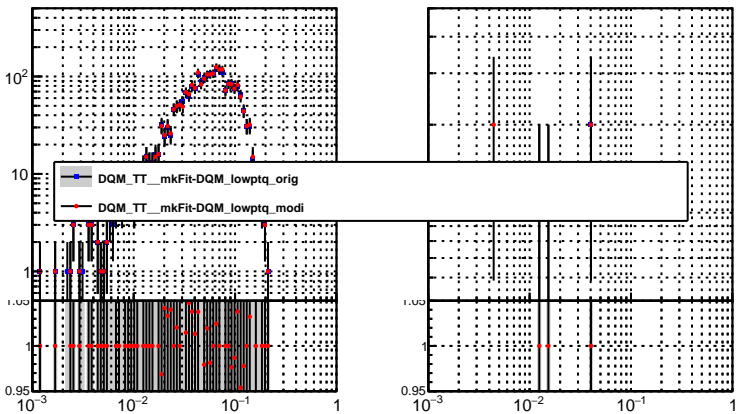 10²
10
1
DQM_TT__mkFit-DQM_lowptq_orig
DQM_TT__mkFit-DQM_lowptq_modi
1.05 1.05
1 1
0.95 0.95
10⁻³ 10⁻² 10⁻¹ 1 10⁻³ 10⁻² 10⁻¹ 1